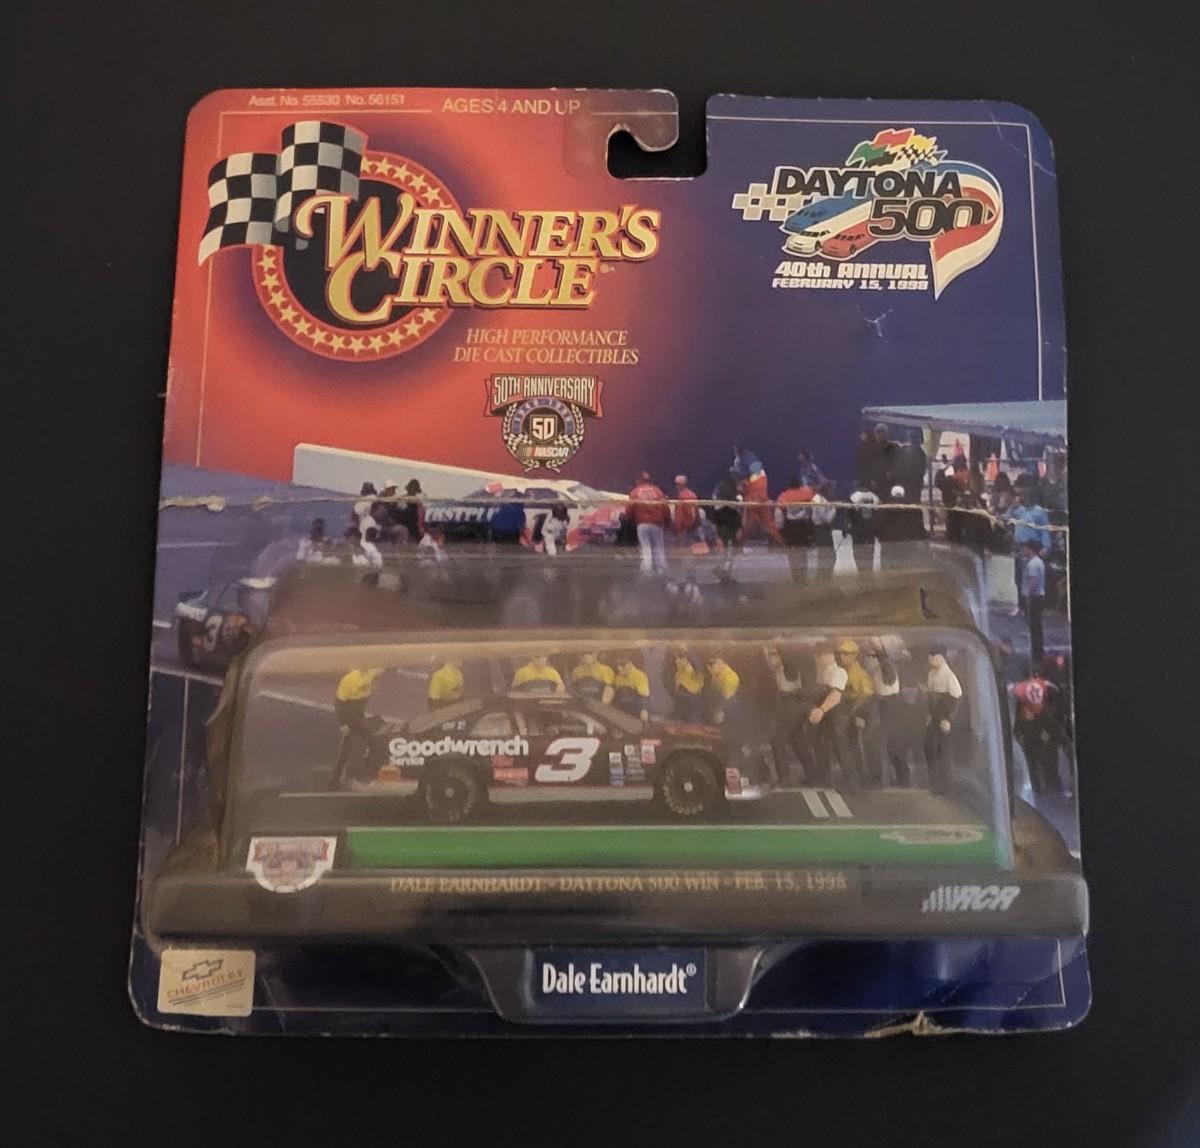 Asst. No. 55530 No. 56151
AGES 4 AND UP
WINNER'S
CIRCLE
HIGH PERFORMANCE
DIE CAST COLLECTIBLES
50TH ANNIVERSARY
50
NASCAR
DAYTONA
500
40th ANNUAL
FEBRUARY 15, 1998
3
Goodwrench
Service
3
DALE EARNHARDT - DAYTONA 500 WIN - FEB. 15, 1998
RCR
CHEVROLET
Dale Earnhardt®